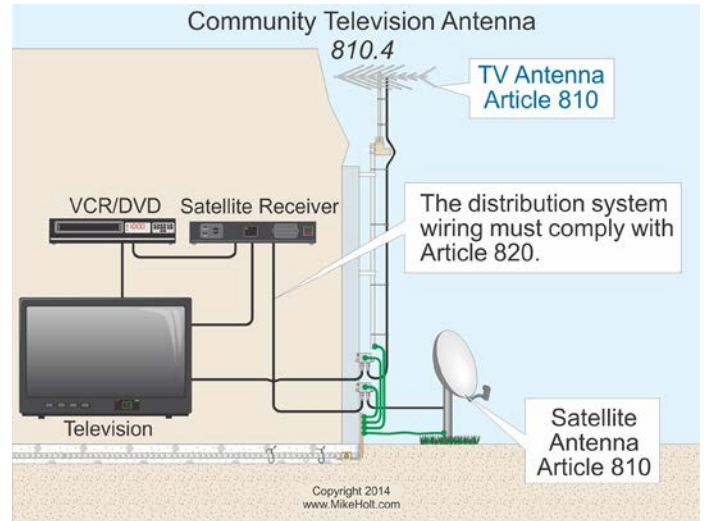 Community Television Antenna
810.4
TV Antenna
Article 810
VCR/DVD
Satellite Receiver
The distribution system
wiring must comply with
Article 820.
Television
Satellite
Antenna
Article 810
Copyright 2014
www.MikeHolt.com